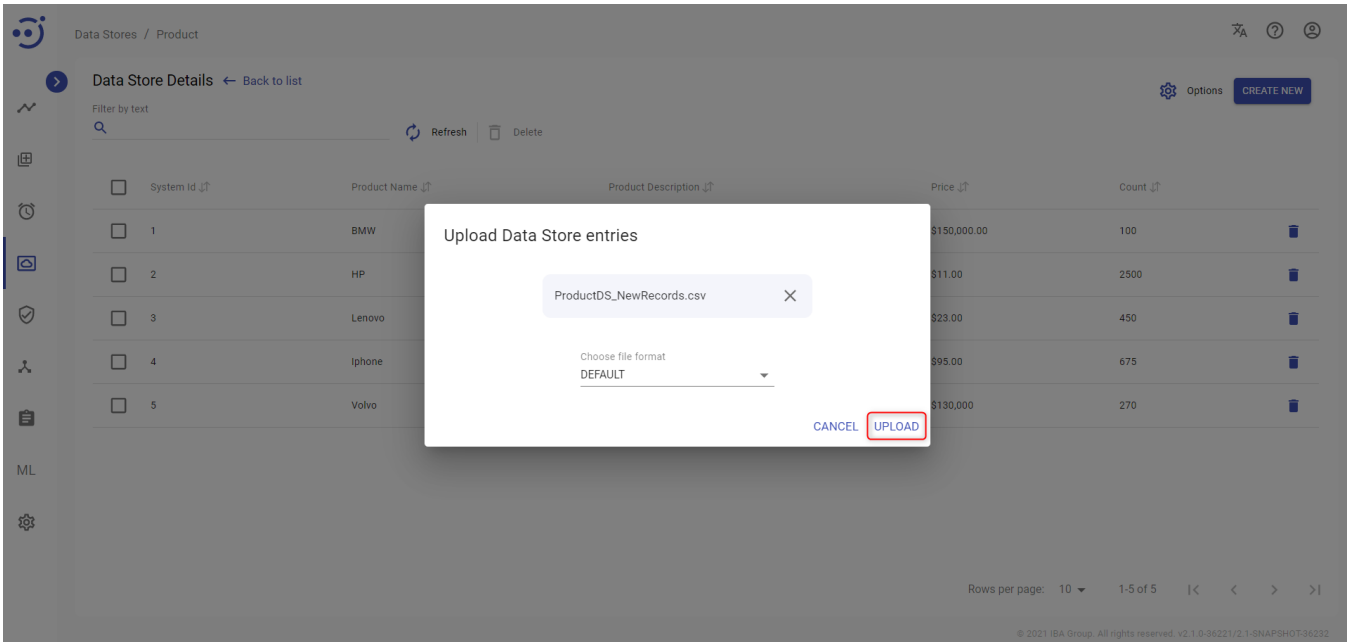 Data Stores / Product
Data Store Details ← Back to list
Options CREATE NEW
Filter by text
Refresh Delete
System Id Product Name Product Description Price Count
1 BMW $150,000.00 100
2 HP $11.00 2500
3 Lenovo $23.00 450
4 Iphone $95.00 675
5 Volvo $130,000 270
Upload Data Store entries
ProductDS_NewRecords.csv
Choose file format
DEFAULT
CANCEL UPLOAD
ML
Rows per page: 10 1-5 of 5
© 2021 IBA Group. All rights reserved. v2.1.0-36221/2.1-SNAPSHOT-36232